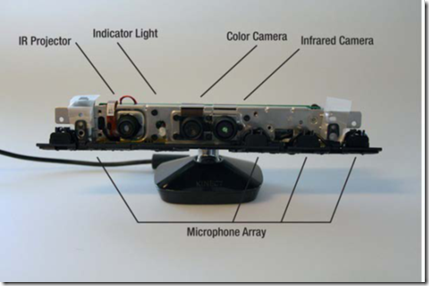 IR Projector
Indicator Light
Color Camera
Infrared Camera
Microphone Array